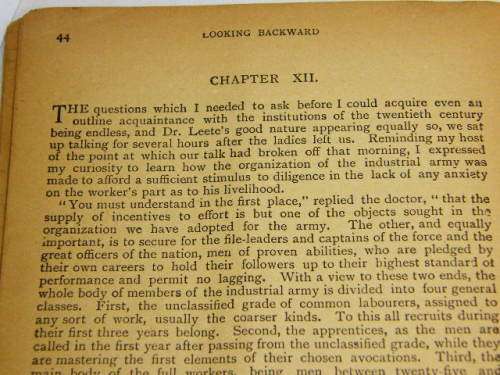 44
LOOKING BACKWARD
CHAPTER XII.
THE questions which I needed to ask before I could acquire even an
outline acquaintance with the institutions of the twentieth century
being endless, and Dr. Leete's good nature appearing equally so, we sat
up talking for several hours after the ladies left us. Reminding my host
of the point at which our talk had broken off that morning, I expressed
my curiosity to learn how the organization of the industrial army was
made to afford a sufficient stimulus to diligence in the lack of any anxiety
on the worker's part as to his livelihood.
"You must understand in the first place," replied the doctor, "that the
supply of incentives to effort is but one of the objects sought in the
organization we have adopted for the army. The other, and equally
important, is to secure for the file-leaders and captains of the force and the
great officers of the nation, men of proven abilities, who are pledged by
their own careers to hold their followers up to their highest standard of
performance and permit no lagging. With a view to these two ends, the
whole body of members of the industrial army is divided into four general
classes. First, the unclassified grade of common labourers, assigned to
any sort of work, usually the coarser kinds. To this all recruits during
their first three years belong. Second, the apprentices, as the men are
called in the first year after passing from the unclassified grade, while they
are mastering the first elements of their chosen avocations. Third, the
main body of the full workers, being men between twenty-five and